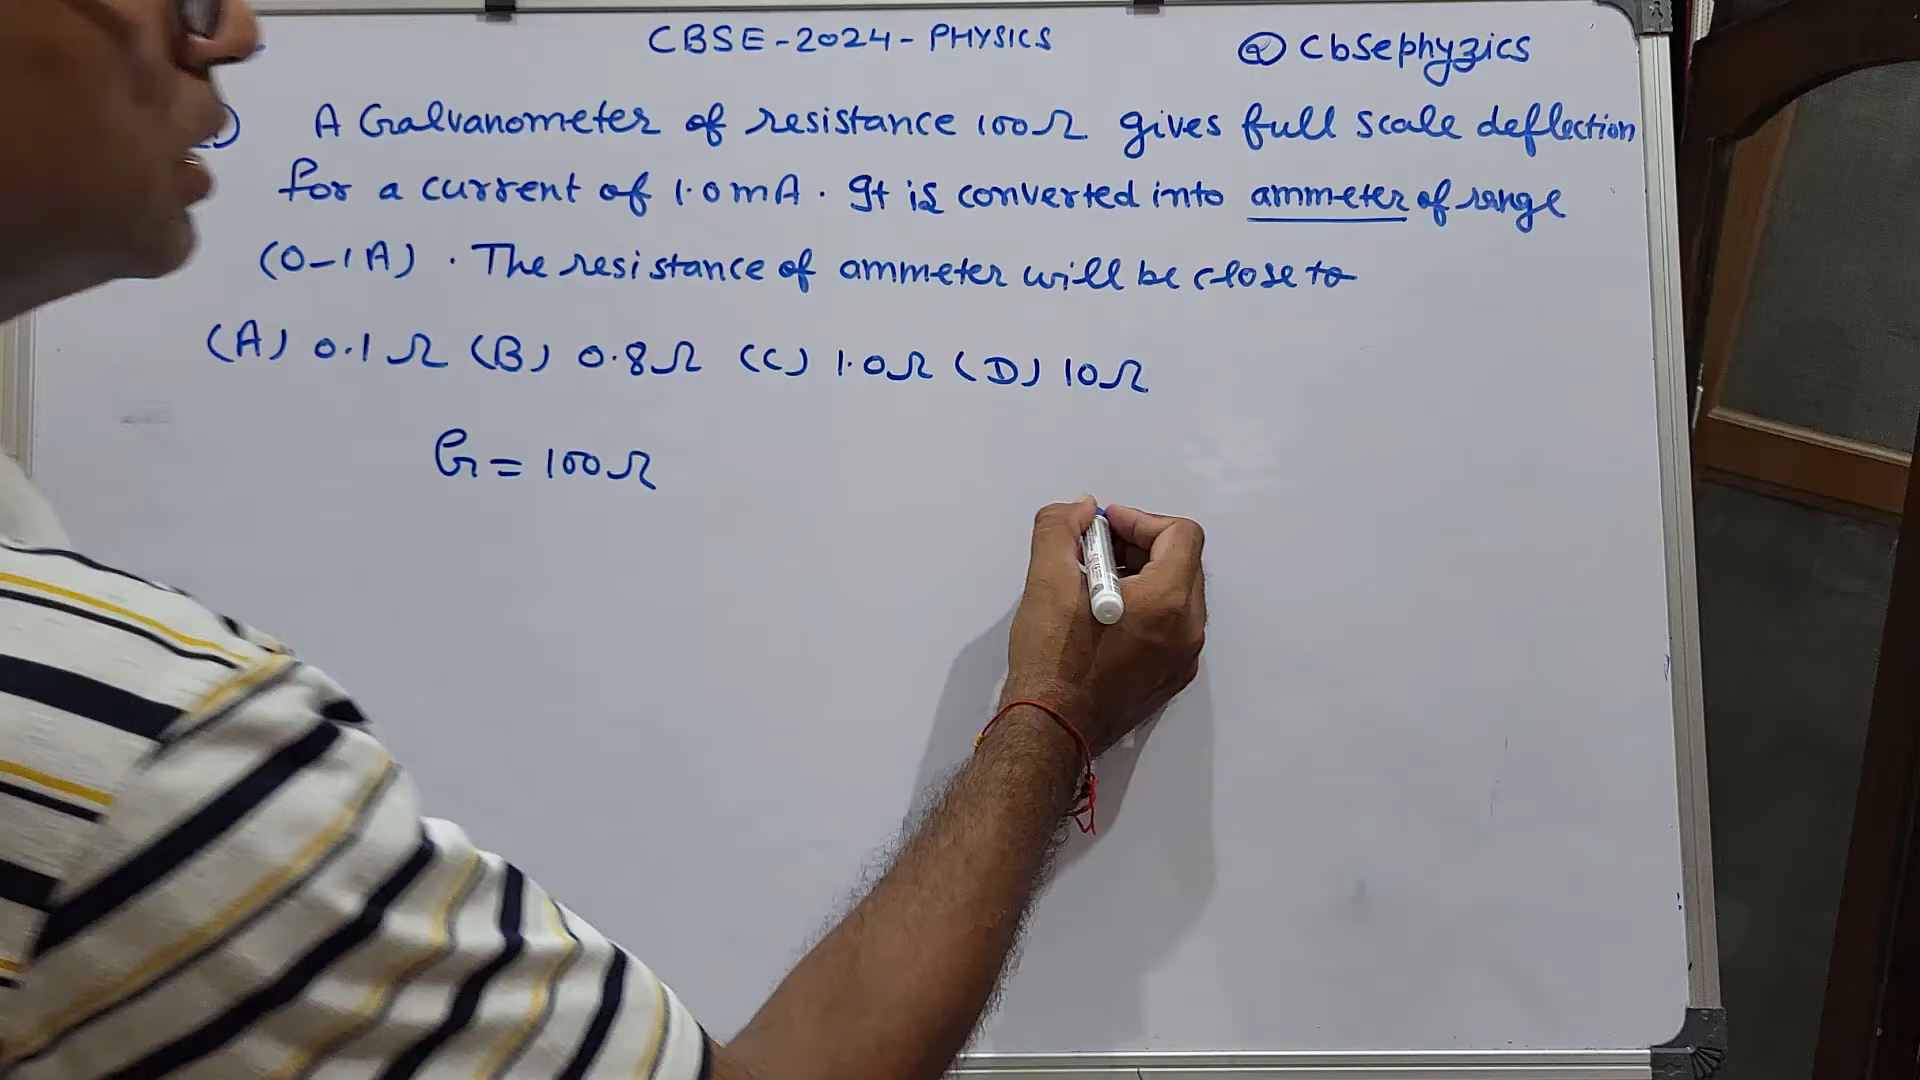 CBSE-2024-PHYSICS
@cbsephyzics
A Galvanometer of resistance 100Ω gives full scale deflection
for a current of 1.0mA. It is converted into ammeter of range
(0-1A). The resistance of ammeter will be close to
(A) 0.1Ω (B) 0.8Ω (C) 1.0Ω (D) 10Ω
G = 100Ω